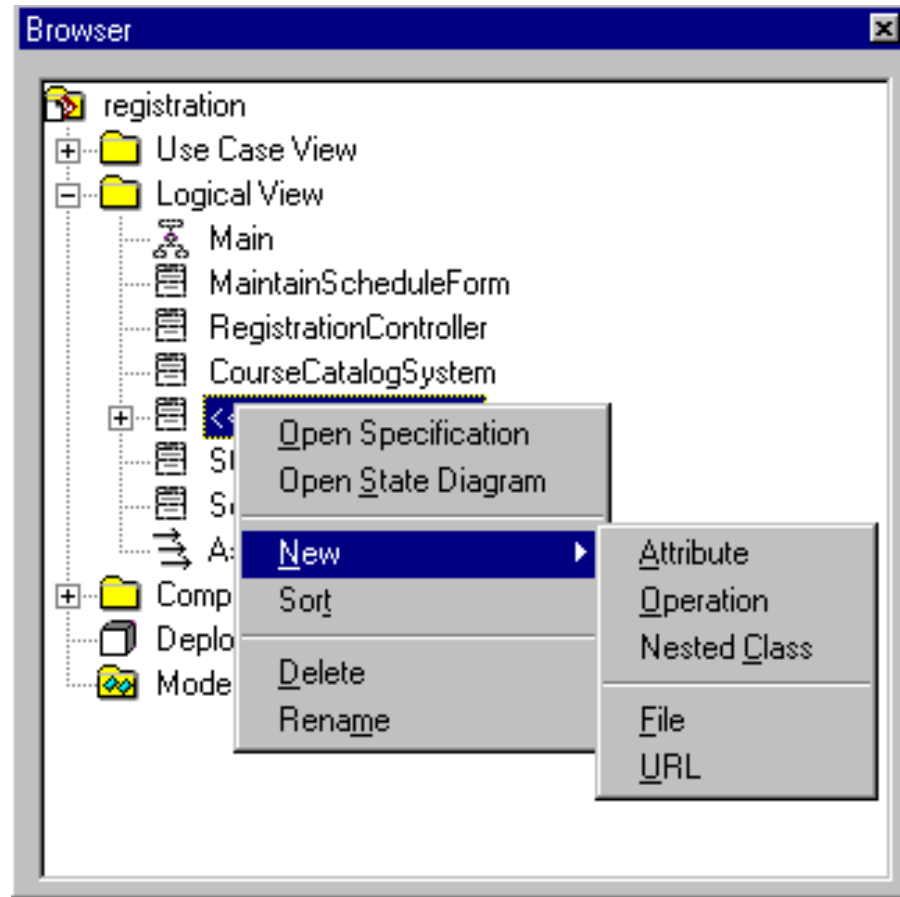 Browser
registration
Use Case View
Logical View
Main
MaintainScheduleForm
RegistrationController
CourseCatalogSystem
<<
Open Specification
Open State Diagram
New
Sort
Delete
Rename
Attribute
Operation
Nested Class
File
URL